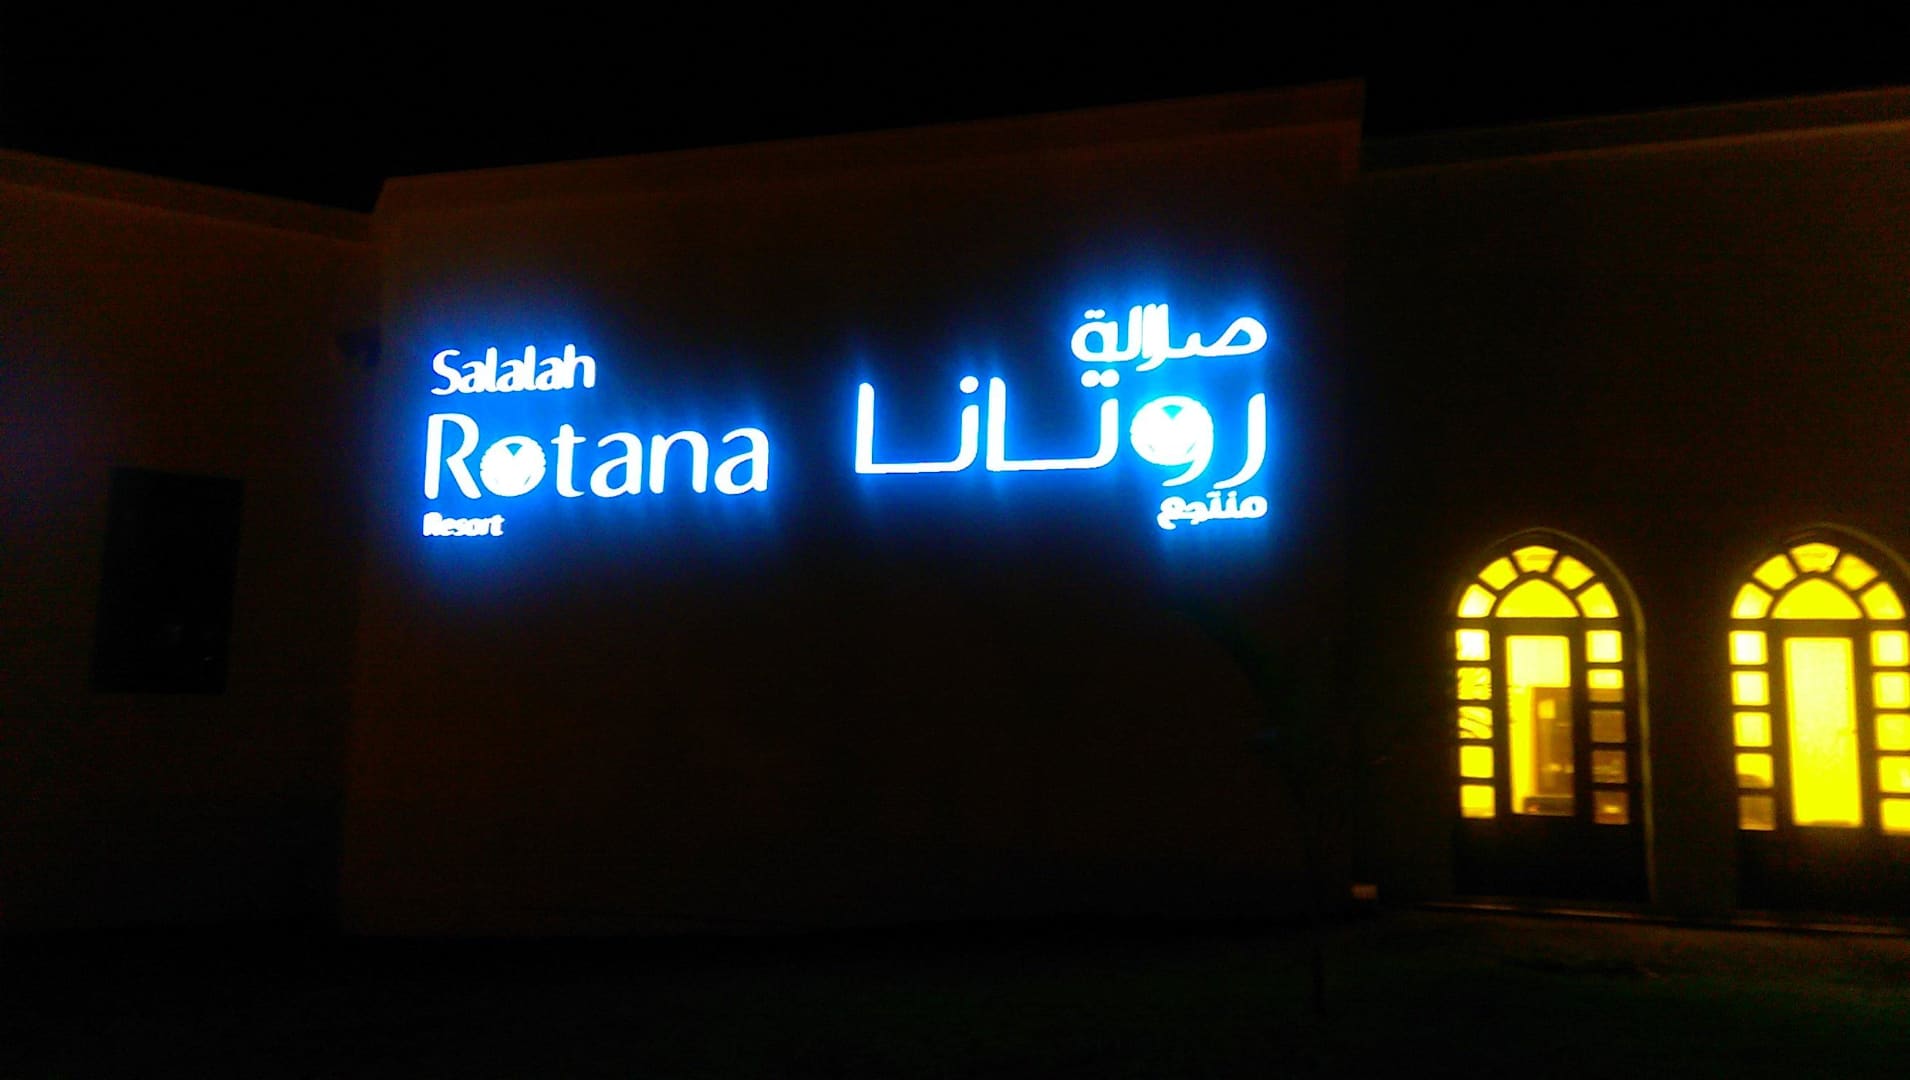 Salalah
Rotana
Resort
صلالة
روتانا
منتجع